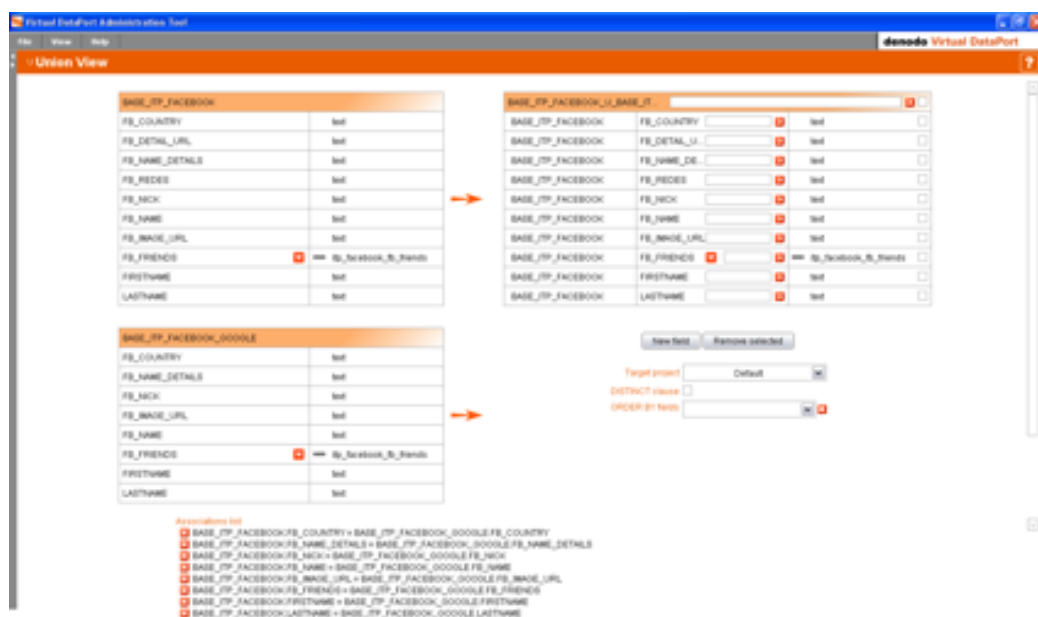 Virtual DataPort Administration Tool
File View Help
denodo Virtual DataPort
Union View
?
BASE_ITP_FACEBOOK
FB_COUNTRY text
FB_DETAIL_URL text
FB_NAME_DETAILS text
FB_REDES text
FB_NICK text
FB_NAME text
FB_IMAGE_URL text
FB_FRIENDS itp_facebook_fb_friends
FIRSTNAME text
LASTNAME text
BASE_ITP_FACEBOOK_U_BASE_IT...
BASE_ITP_FACEBOOK FB_COUNTRY text
BASE_ITP_FACEBOOK FB_DETAIL_U... text
BASE_ITP_FACEBOOK FB_NAME_DE... text
BASE_ITP_FACEBOOK FB_REDES text
BASE_ITP_FACEBOOK FB_NICK text
BASE_ITP_FACEBOOK FB_NAME text
BASE_ITP_FACEBOOK FB_IMAGE_URL text
BASE_ITP_FACEBOOK FB_FRIENDS itp_facebook_fb_friends
BASE_ITP_FACEBOOK FIRSTNAME text
BASE_ITP_FACEBOOK LASTNAME text
BASE_ITP_FACEBOOK_GOOGLE
FB_COUNTRY text
FB_NAME_DETAILS text
FB_NICK text
FB_IMAGE_URL text
FB_NAME text
FB_FRIENDS itp_facebook_fb_friends
FIRSTNAME text
LASTNAME text
New field Remove selected
Target project Default
DISTINCT clause
ORDER BY fields
Associations list
BASE_ITP_FACEBOOK.FB_COUNTRY = BASE_ITP_FACEBOOK_GOOGLE.FB_COUNTRY
BASE_ITP_FACEBOOK.FB_NAME_DETAILS = BASE_ITP_FACEBOOK_GOOGLE.FB_NAME_DETAILS
BASE_ITP_FACEBOOK.FB_NICK = BASE_ITP_FACEBOOK_GOOGLE.FB_NICK
BASE_ITP_FACEBOOK.FB_NAME = BASE_ITP_FACEBOOK_GOOGLE.FB_NAME
BASE_ITP_FACEBOOK.FB_IMAGE_URL = BASE_ITP_FACEBOOK_GOOGLE.FB_IMAGE_URL
BASE_ITP_FACEBOOK.FB_FRIENDS = BASE_ITP_FACEBOOK_GOOGLE.FB_FRIENDS
BASE_ITP_FACEBOOK.FIRSTNAME = BASE_ITP_FACEBOOK_GOOGLE.FIRSTNAME
BASE_ITP_FACEBOOK.LASTNAME = BASE_ITP_FACEBOOK_GOOGLE.LASTNAME